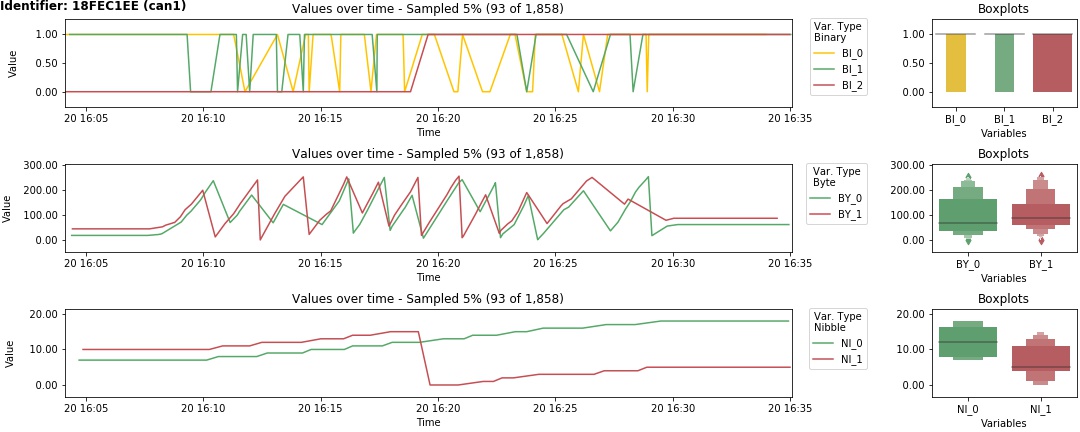 Identifier: 18FEC1EE (can1)
Values over time - Sampled 5% (93 of 1,858)
Value
1.00
0.50
0.00
20 16:05 20 16:10 20 16:15 20 16:20 20 16:25 20 16:30 20 16:35
Time
Var. Type
Binary
BI_0
BI_1
BI_2
Boxplots
1.00
0.50
0.00
BI_0 BI_1 BI_2
Variables
Values over time - Sampled 5% (93 of 1,858)
Value
300.00
200.00
100.00
0.00
20 16:05 20 16:10 20 16:15 20 16:20 20 16:25 20 16:30 20 16:35
Time
Var. Type
Byte
BY_0
BY_1
Boxplots
300.00
200.00
100.00
0.00
BY_0 BY_1
Variables
Values over time - Sampled 5% (93 of 1,858)
Value
20.00
10.00
0.00
20 16:05 20 16:10 20 16:15 20 16:20 20 16:25 20 16:30 20 16:35
Time
Var. Type
Nibble
NI_0
NI_1
Boxplots
20.00
10.00
0.00
NI_0 NI_1
Variables